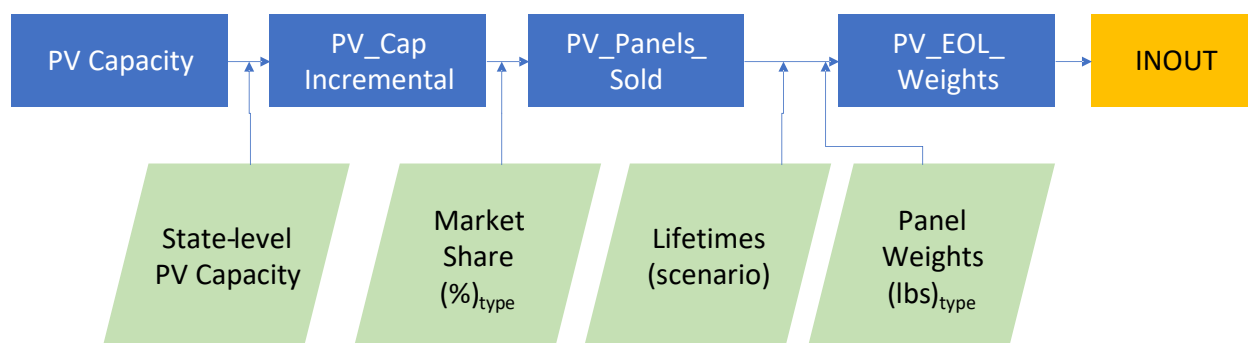 PV Capacity
PV_Cap
Incremental
PV_Panels_
Sold
PV_EOL_
Weights
INOUT
State-level
PV Capacity
Market
Share
(%)type
Lifetimes
(scenario)
Panel
Weights
(lbs)type